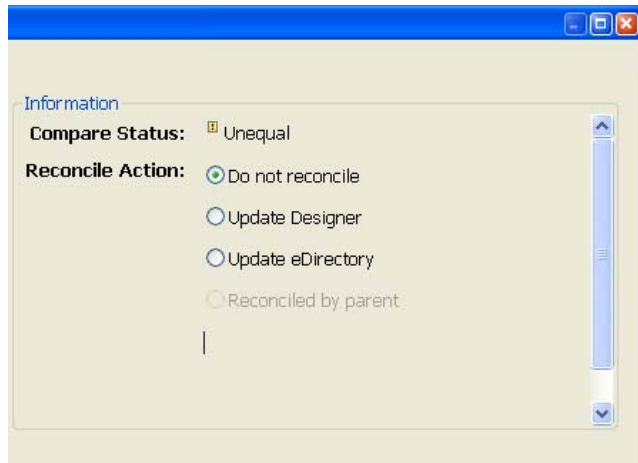 Information
Compare Status: Unequal
Reconcile Action: Do not reconcile
Update Designer
Update eDirectory
Reconciled by parent